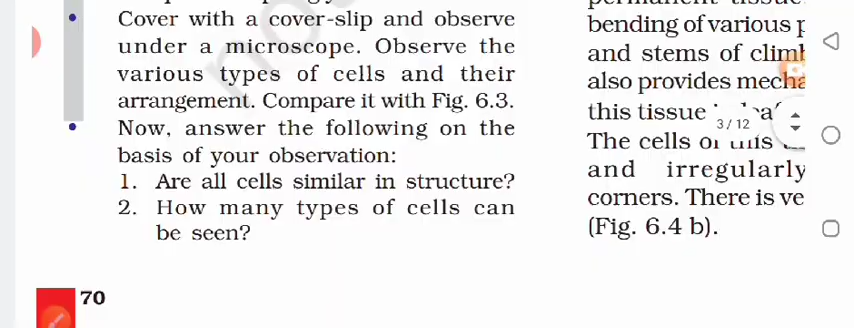 Cover with a cover-slip and observe
under a microscope. Observe the
various types of cells and their
arrangement. Compare it with Fig. 6.3.
Now, answer the following on the
basis of your observation:
1. Are all cells similar in structure?
2. How many types of cells can
be seen?
70
bending of various
and stems of
also provides
this tissue
3/12
The cells
and irregularly
corners. There is ve
(Fig. 6.4 b).